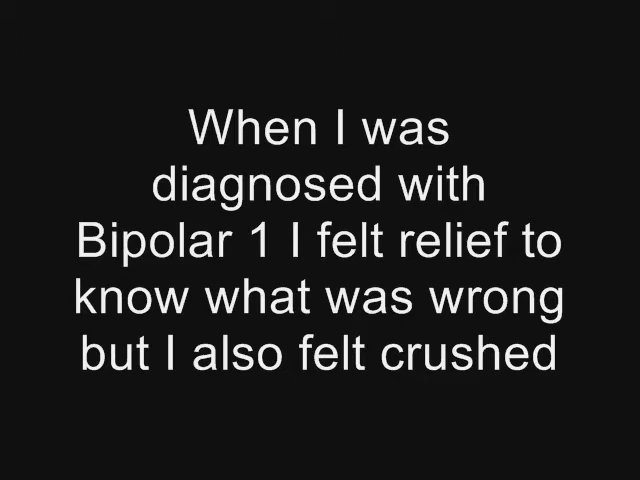 When I was
diagnosed with
Bipolar 1 I felt relief to
know what was wrong
but I also felt crushed